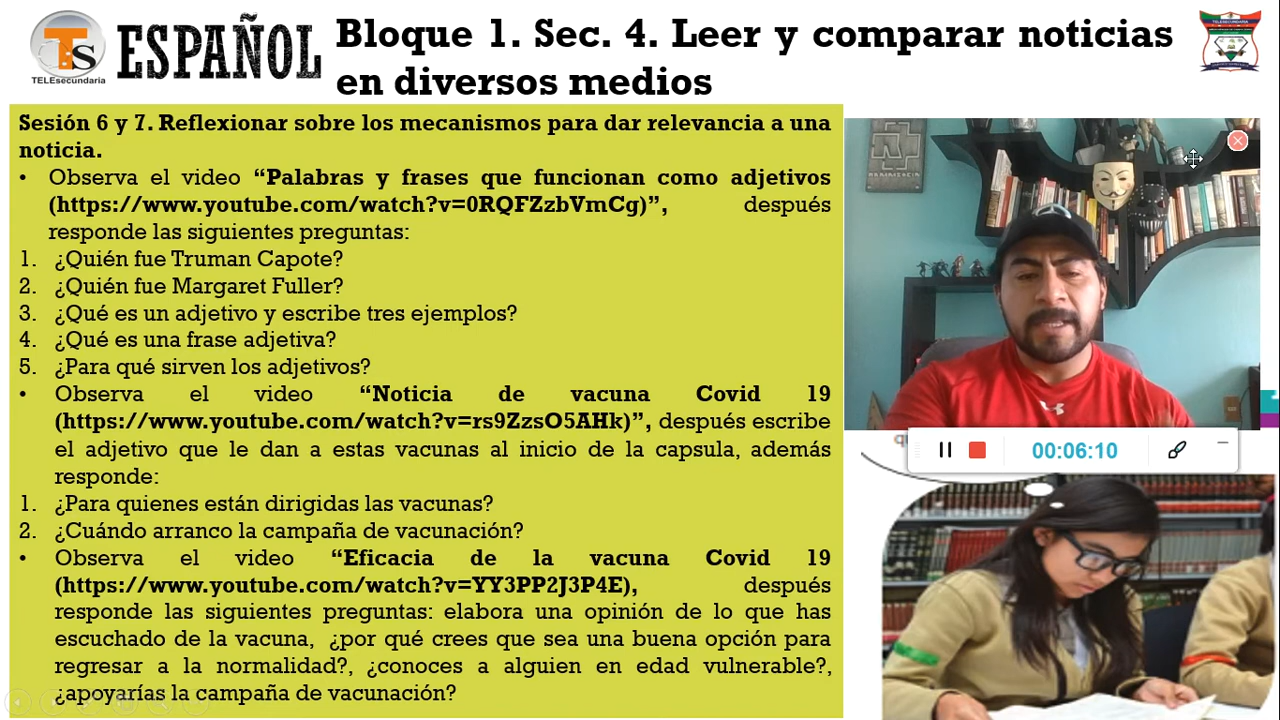 TS
TELEsecundaria
ESPAÑOL
Bloque 1. Sec. 4. Leer y comparar noticias
en diversos medios
Sesión 6 y 7. Reflexionar sobre los mecanismos para dar relevancia a una
noticia.
• Observa el video “Palabras y frases que funcionan como adjetivos
(https://www.youtube.com/watch?v=0RQFZzbVmCg)”, después
responde las siguientes preguntas:
1. ¿Quién fue Truman Capote?
2. ¿Quién fue Margaret Fuller?
3. ¿Qué es un adjetivo y escribe tres ejemplos?
4. ¿Qué es una frase adjetiva?
5. ¿Para qué sirven los adjetivos?
• Observa el video “Noticia de vacuna Covid 19
(https://www.youtube.com/watch?v=rs9ZzsO5AHk)”, después escribe
el adjetivo que le dan a estas vacunas al inicio de la capsula, además
responde:
1. ¿Para quienes están dirigidas las vacunas?
2. ¿Cuándo arranco la campaña de vacunación?
• Observa el video “Eficacia de la vacuna Covid 19
(https://www.youtube.com/watch?v=YY3PP2J3P4E), después
responde las siguientes preguntas: elabora una opinión de lo que has
escuchado de la vacuna, ¿por qué crees que sea una buena opción para
regresar a la normalidad?, ¿conoces a alguien en edad vulnerable?,
¿apoyarías la campaña de vacunación?
RAMMSTEIN
00:06:10